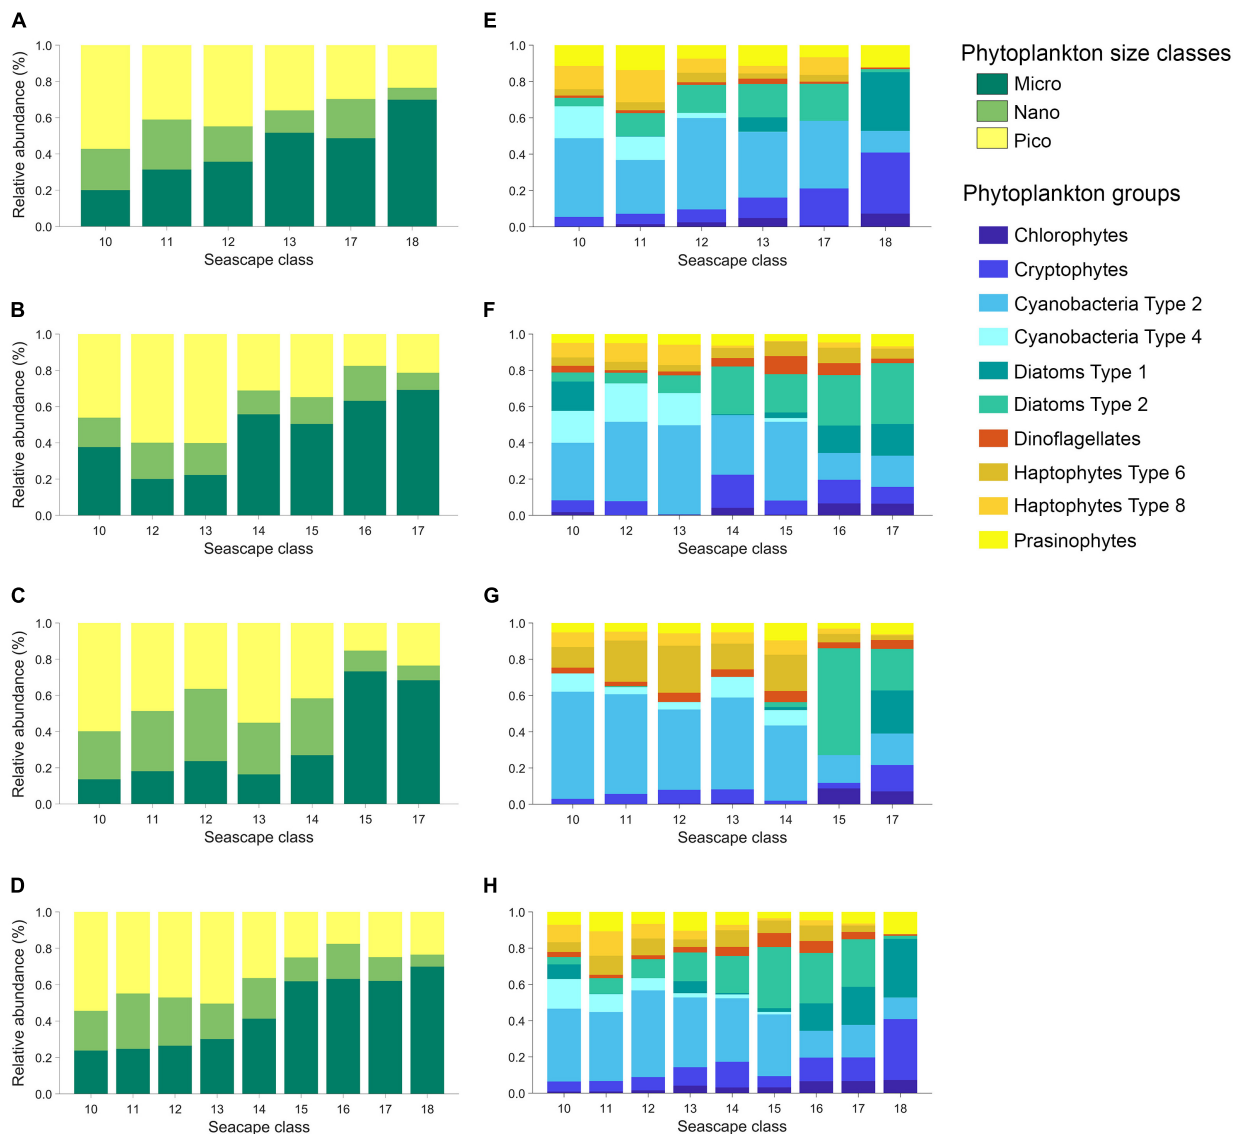 A
Relative abundance (%)
1.0
0.8
0.6
0.4
0.2
0.0
10 11 12 13 17 18
Seascape class
E
1.0
0.8
0.6
0.4
0.2
0.0
10 11 12 13 17 18
Seascape class
Phytoplankton size classes
Micro
Nano
Pico
Phytoplankton groups
Chlorophytes
Cryptophytes
Cyanobacteria Type 2
Cyanobacteria Type 4
Diatoms Type 1
Diatoms Type 2
Dinoflagellates
Haptophytes Type 6
Haptophytes Type 8
Prasinophytes
B
Relative abundance (%)
1.0
0.8
0.6
0.4
0.2
0.0
10 12 13 14 15 16 17
Seascape class
F
1.0
0.8
0.6
0.4
0.2
0.0
10 12 13 14 15 16 17
Seascape class
C
Relative abundance (%)
1.0
0.8
0.6
0.4
0.2
0.0
10 11 12 13 14 15 17
Seascape class
G
1.0
0.8
0.6
0.4
0.2
0.0
10 11 12 13 14 15 17
Seascape class
D
Relative abundance (%)
1.0
0.8
0.6
0.4
0.2
0.0
10 11 12 13 14 15 16 17 18
Seacape class
H
1.0
0.8
0.6
0.4
0.2
0.0
10 11 12 13 14 15 16 17 18
Seascape class